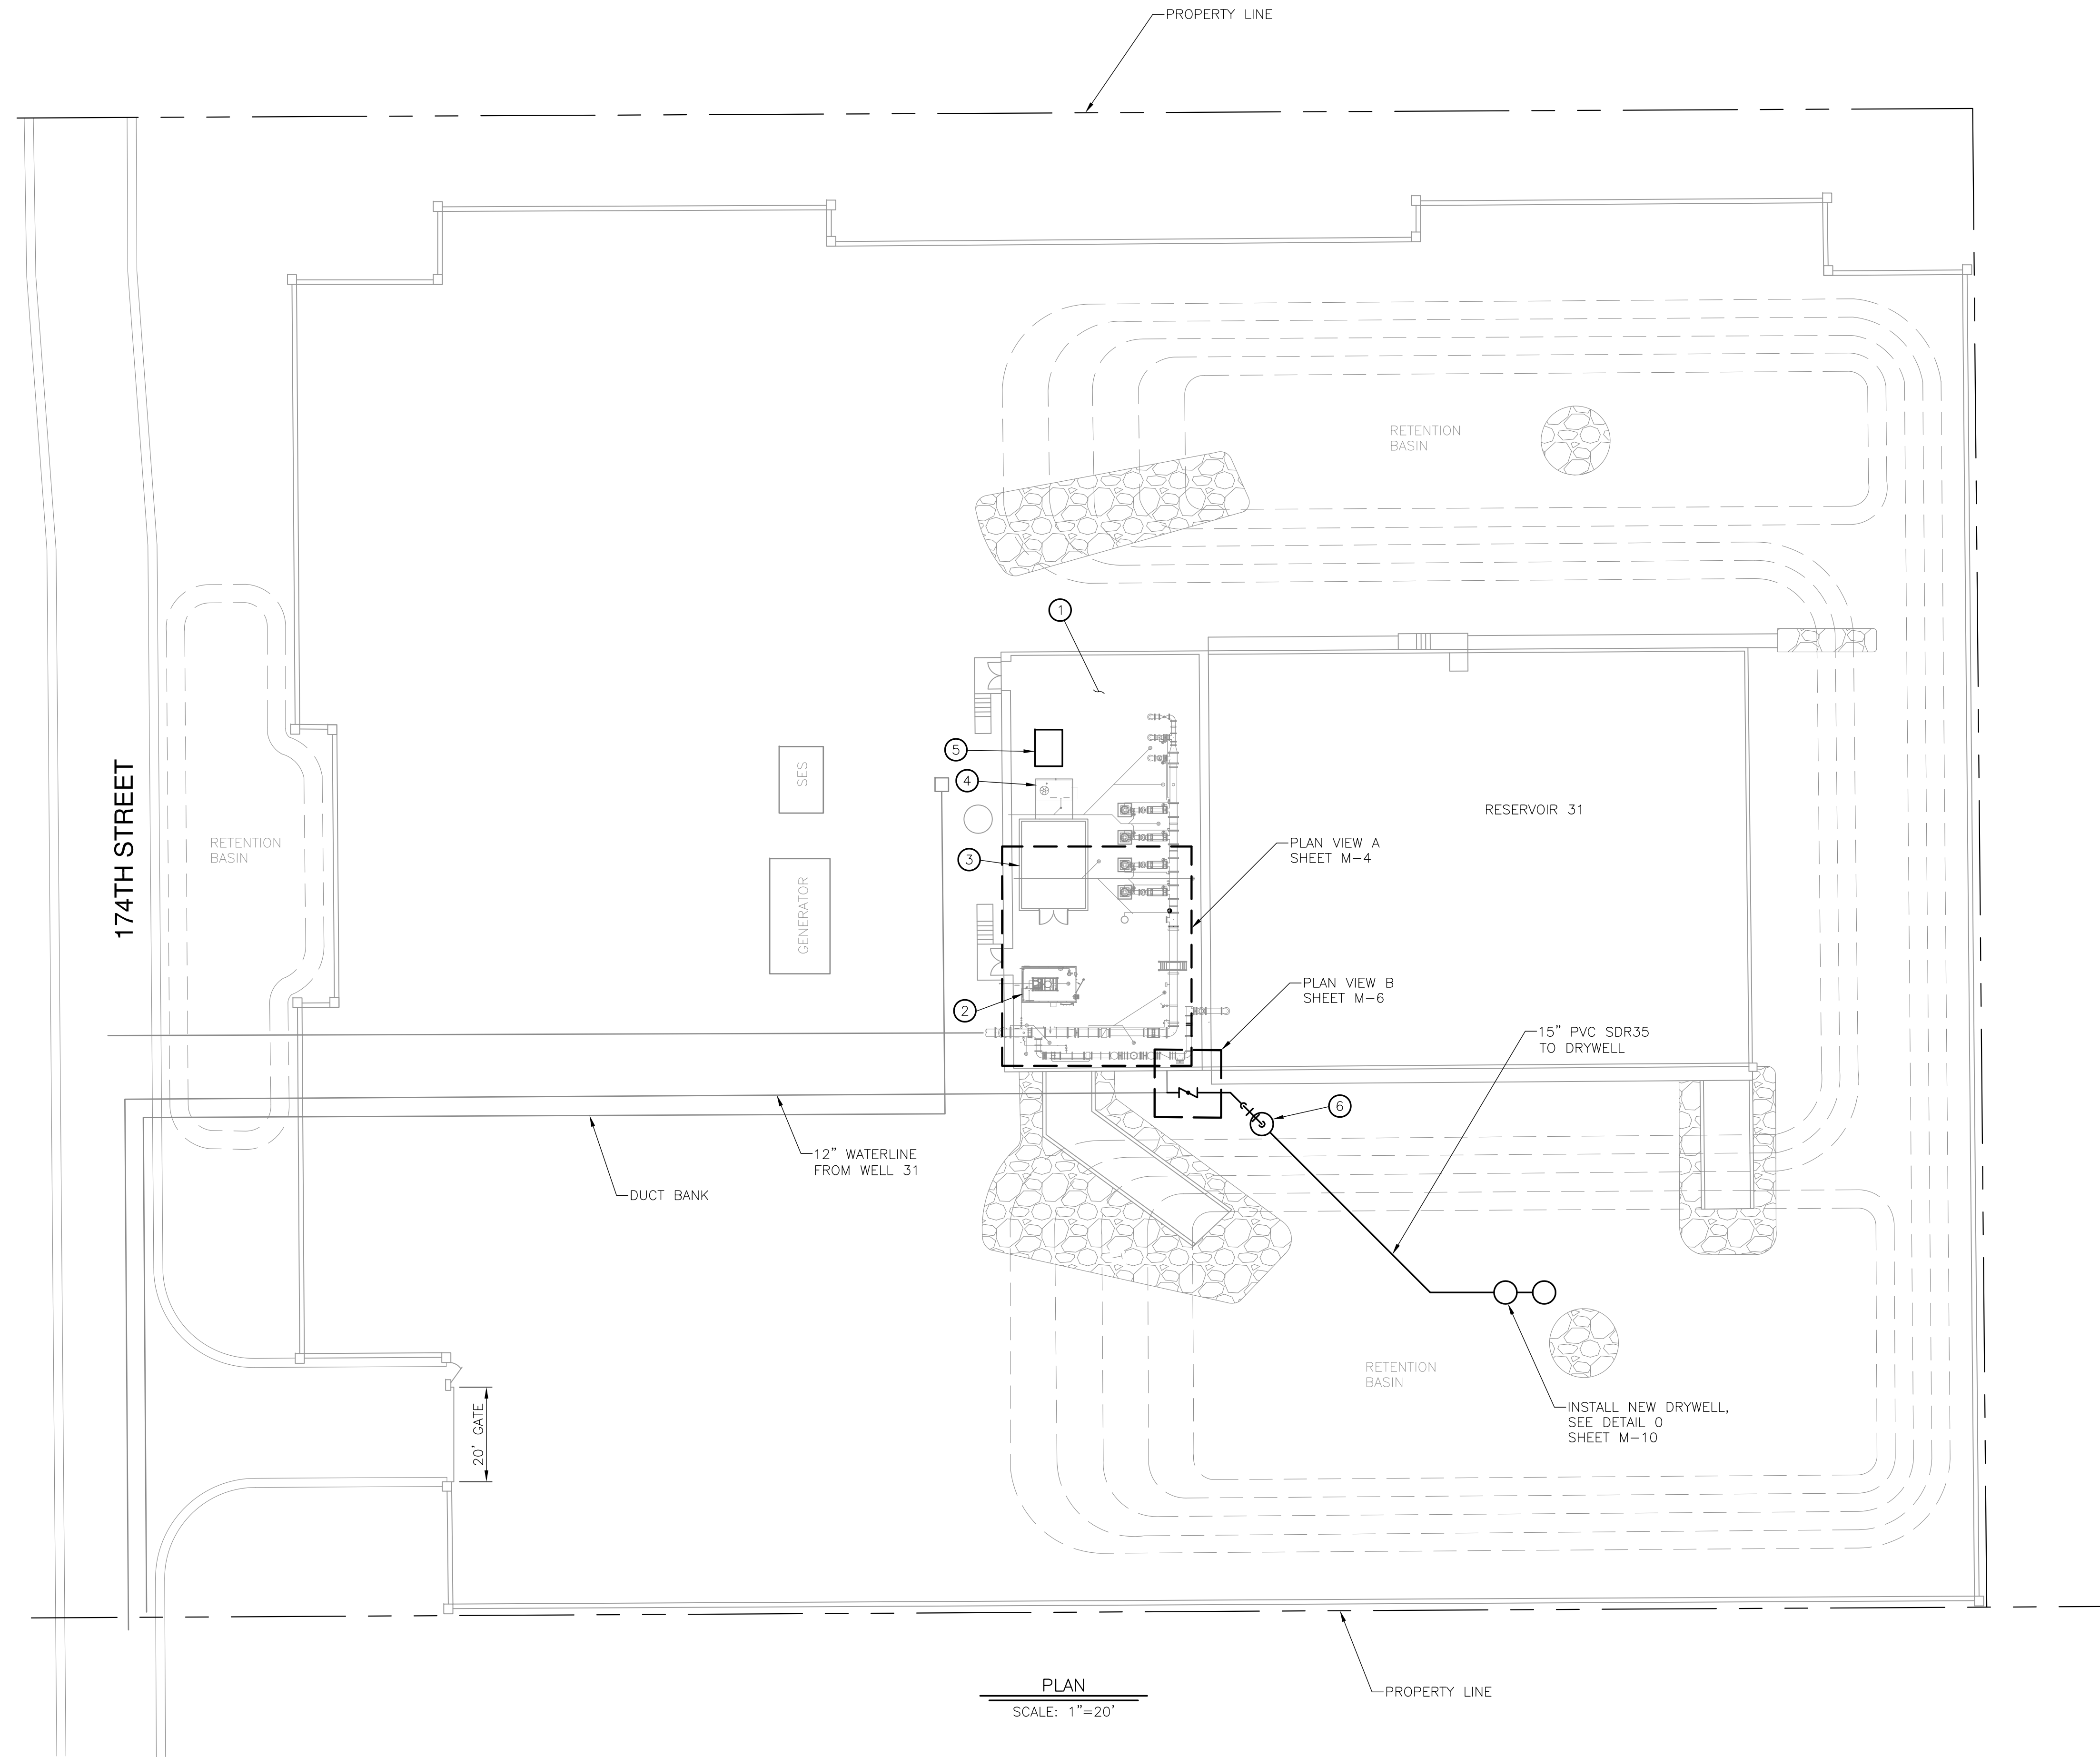 PROPERTY LINE
RETENTION
BASIN
1
5
SES
4
RESERVOIR 31
174TH STREET
RETENTION
BASIN
3
PLAN VIEW A
SHEET M-4
GENERATOR
2
PLAN VIEW B
SHEET M-6
15" PVC SDR35
TO DRYWELL
6
12" WATERLINE
FROM WELL 31
DUCT BANK
RETENTION
BASIN
INSTALL NEW DRYWELL,
SEE DETAIL O
SHEET M-10
20' GATE
PLAN
SCALE: 1"=20'
PROPERTY LINE